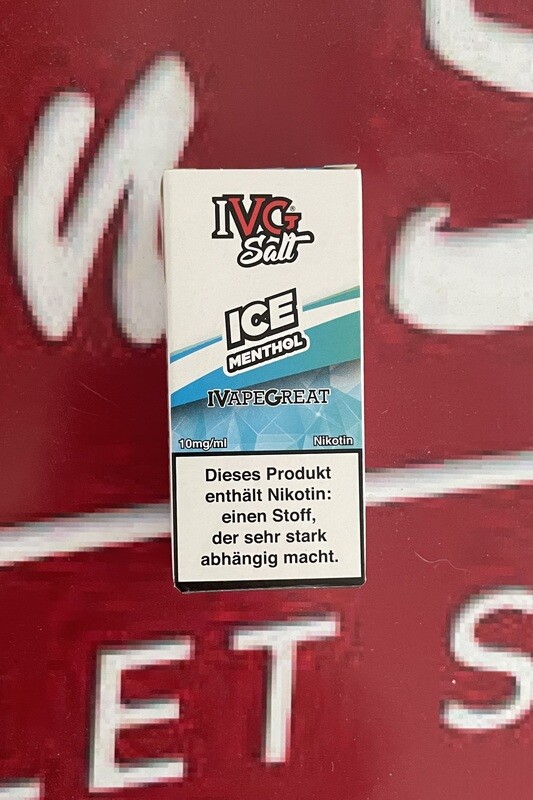 IVG
Salt
ICE
MENTHOL
IVAPEGREAT
10mg/ml Nikotin
Dieses Produkt
enthält Nikotin:
einen Stoff,
der sehr stark
abhängig macht.
ET S